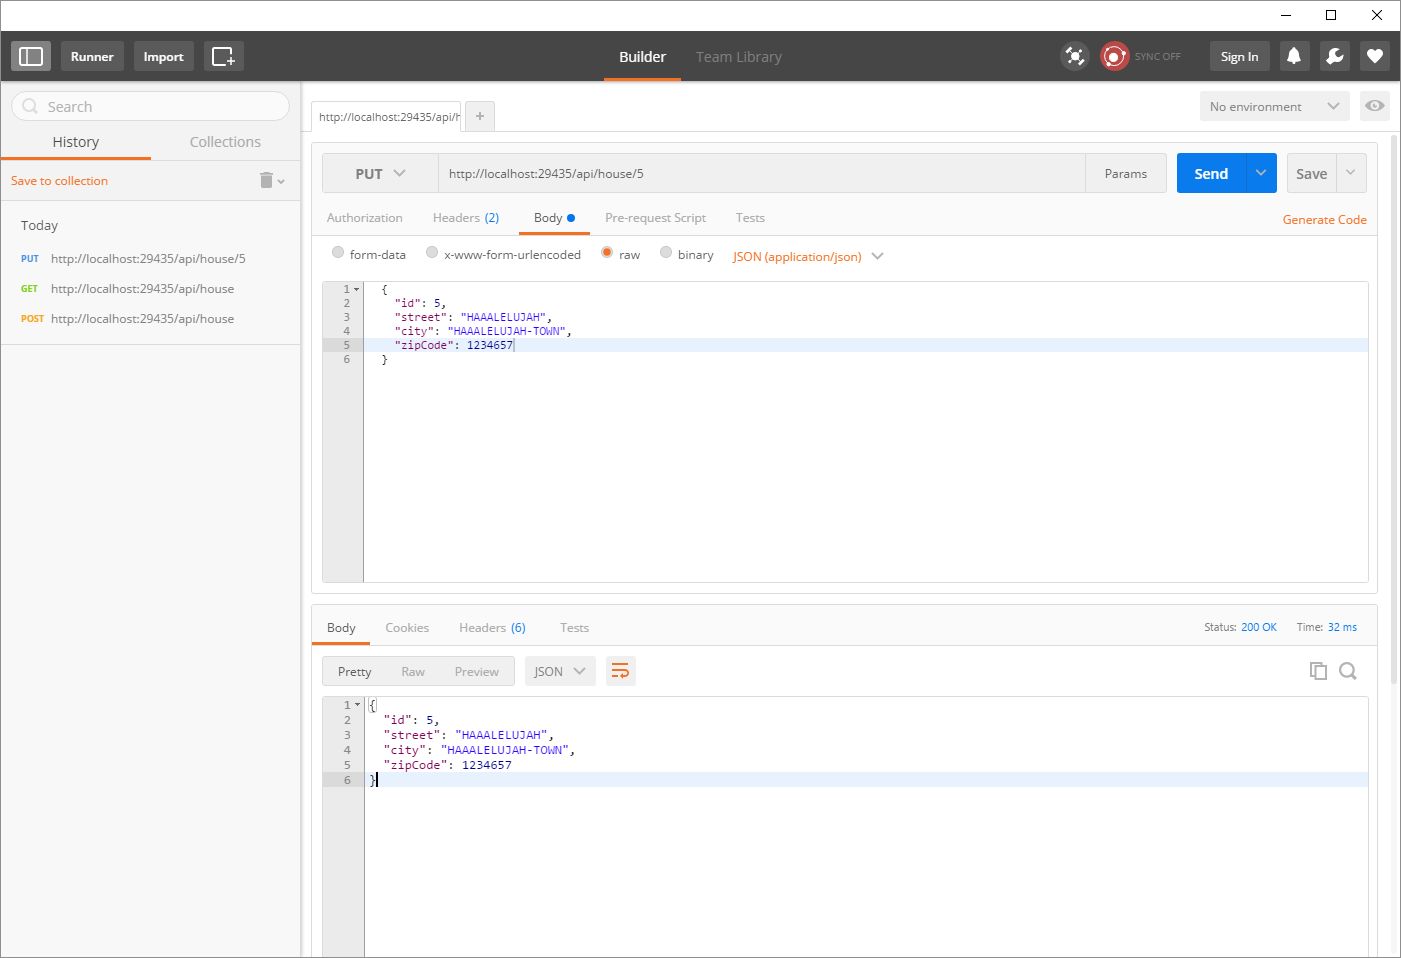 Runner Import Builder Team Library SYNC OFF Sign In
Search
History Collections
Save to collection
Today
PUT http://localhost:29435/api/house/5
GET http://localhost:29435/api/house
POST http://localhost:29435/api/house
http://localhost:29435/api/h + No environment
PUT http://localhost:29435/api/house/5 Params Send Save
Authorization Headers (2) Body Pre-request Script Tests Generate Code
form-data x-www-form-urlencoded raw binary JSON (application/json)
1 {
2 "id": 5,
3 "street": "HAAALELUJAH",
4 "city": "HAAALELUJAH-TOWN",
5 "zipCode": 1234657
6 }
Body Cookies Headers (6) Tests Status: 200 OK Time: 32 ms
Pretty Raw Preview JSON
1 {
2 "id": 5,
3 "street": "HAAALELUJAH",
4 "city": "HAAALELUJAH-TOWN",
5 "zipCode": 1234657
6 }